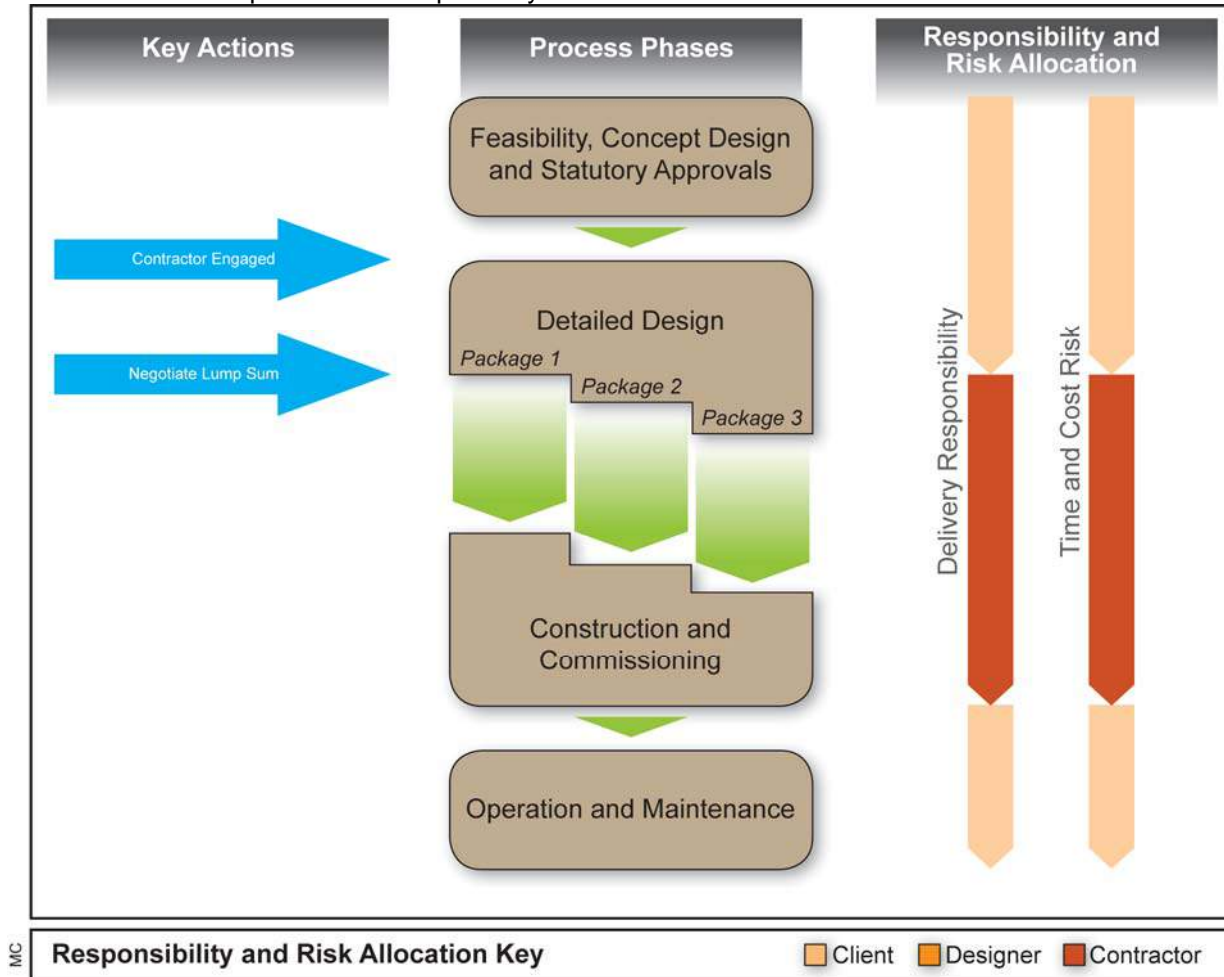 Key Actions
Process Phases
Responsibility and
Risk Allocation
Feasibility, Concept Design
and Statutory Approvals
Contractor Engaged
Detailed Design
Negotiate Lump Sum
Package 1
Package 2
Package 3
Delivery Responsibility
Time and Cost Risk
Construction and
Commissioning
Operation and Maintenance
MC
Responsibility and Risk Allocation Key
Client
Designer
Contractor